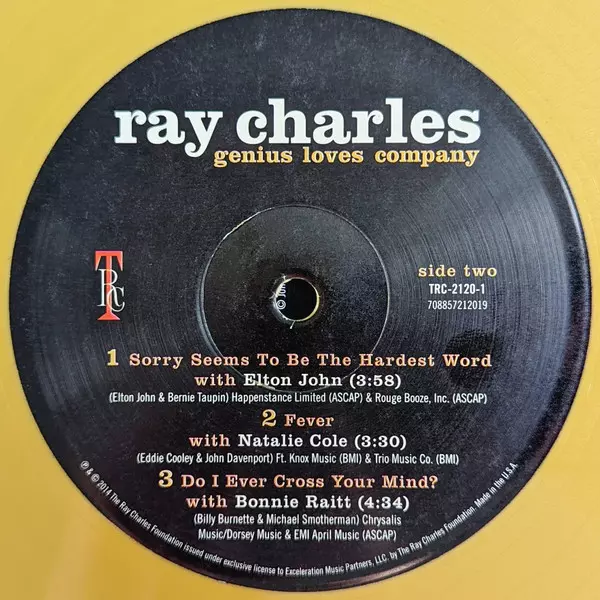 ray charles
genius loves company
TRC
side two
TRC-2120-1
708857212019
1 Sorry Seems To Be The Hardest Word
with Elton John (3:58)
(Elton John & Bernie Taupin) Happenstance Limited (ASCAP) & Rouge Booze, Inc. (ASCAP)
2 Fever
with Natalie Cole (3:30)
(Eddie Cooley & John Davenport) Ft. Knox Music (BMI) & Trio Music Co. (BMI)
3 Do I Ever Cross Your Mind?
with Bonnie Raitt (4:34)
(Billy Burnette & Michael Smotherman) Chrysalis
Music/Dorsey Music & EMI April Music (ASCAP)
℗ & © 2014 The Ray Charles Foundation issued under exclusive license to Exceleration Music Partners, LLC. by The Ray Charles Foundation. Made in the U.S.A.